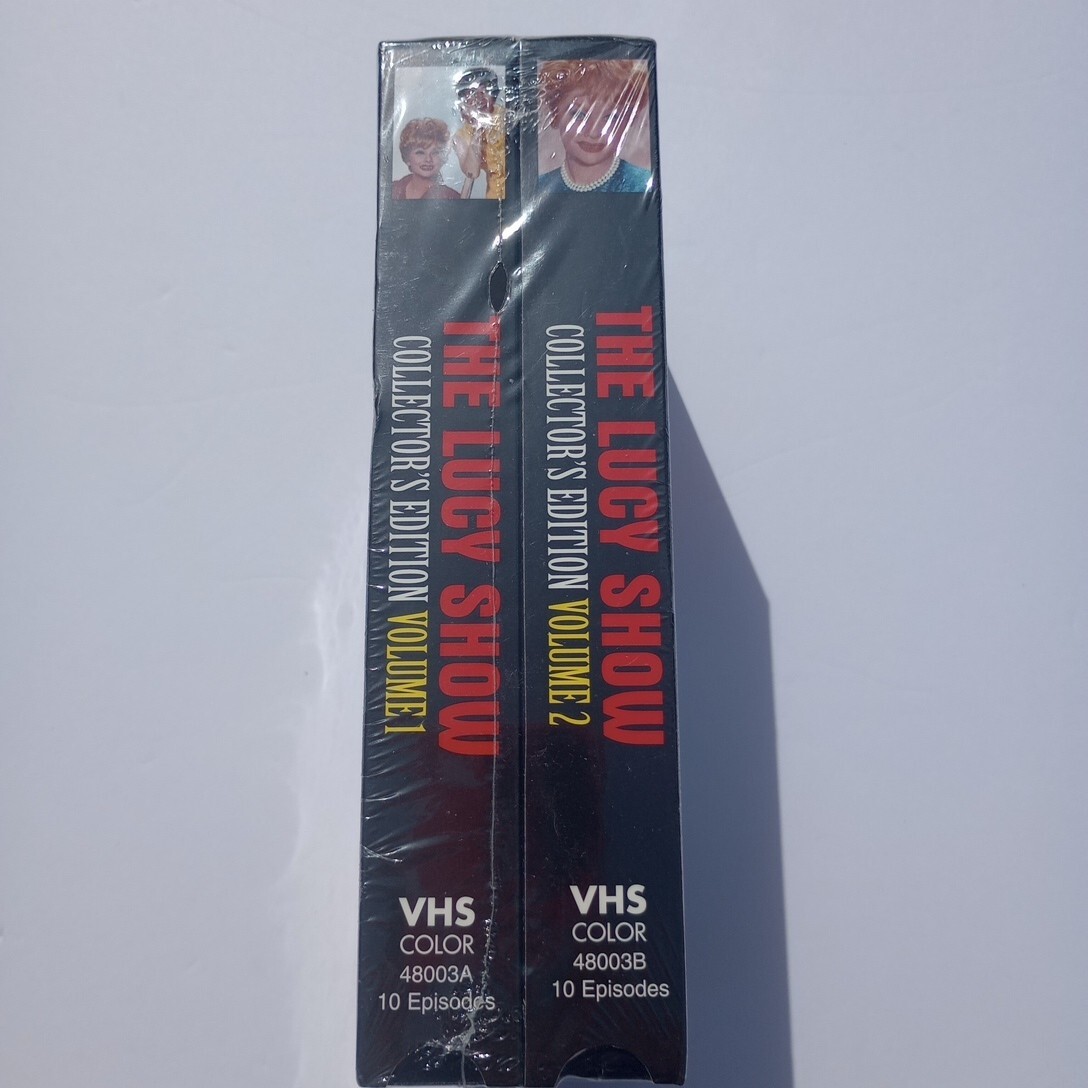 THE LUCY SHOW
COLLECTOR'S EDITION VOLUME 1
VHS
COLOR
48003A
10 Episodes
THE LUCY SHOW
COLLECTOR'S EDITION VOLUME 2
VHS
COLOR
48003B
10 Episodes